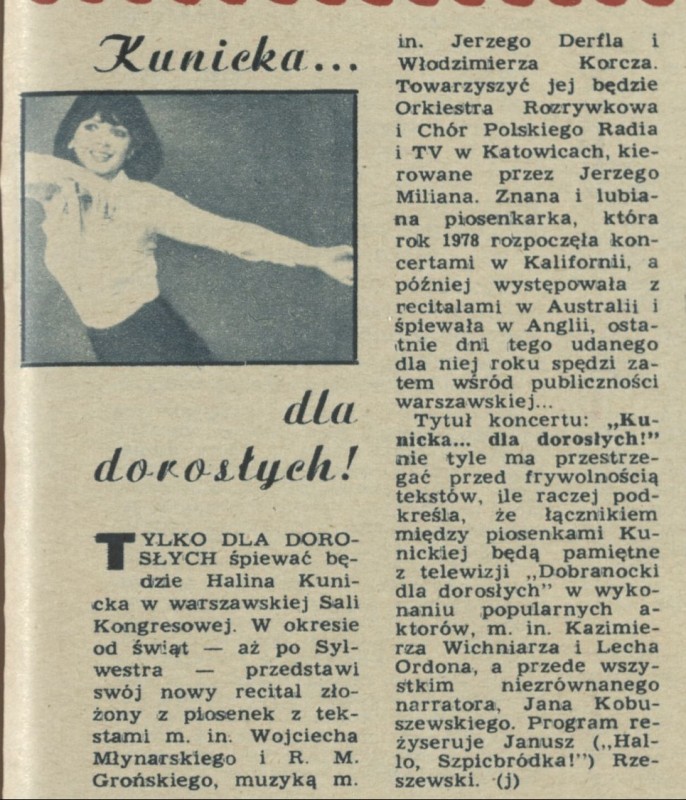 Kunicka...
dla
dorosłych!
TYLKO DLA DORO-
SŁYCH śpiewać bę-
dzie Halina Kuni-
cka w warszawskiej Sali
Kongresowej. W okresie
od świąt — aż po Syl-
westra — przedstawi
swój nowy recital zło-
żony z piosenek z tek-
stami m. in. Wojciecha
Młynarskiego i R. M.
Grońskiego, muzyką m.
in. Jerzego Derfla i
Włodzimierza Korcza.
Towarzyszyć jej będzie
Orkiestra Rozrywkowa
i Chór Polskiego Radia
i TV w Katowicach, kie-
rowane przez Jerzego
Miliana. Znana i lubia-
na piosenkarka, która
rok 1978 rozpoczęła kon-
certami w Kalifornii, a
później występowała z
recitalami w Australii i
śpiewała w Anglii, osta-
tnie dni tego udanego
dla niej roku spędzi za-
tem wśród publiczności
warszawskiej...
Tytuł koncertu: „Ku-
nicka... dla dorosłych!”
nie tyle ma przestrze-
gać przed frywolnością
tekstów, ile raczej pod-
kreśla, że łącznikiem
między piosenkami Ku-
nickiej będą pamiętne
z telewizji „Dobranocki
dla dorosłych” w wyko-
naniu popularnych a-
ktorów, m. in. Kazimie-
rza Wichniarza i Lecha
Ordona, a przede wszy-
stkim niezrównanego
narratora, Jana Kobu-
szewskiego. Program re-
żyseruje Janusz („Hal-
lo, Szpicbródka!”) Rze-
szewski. (j)